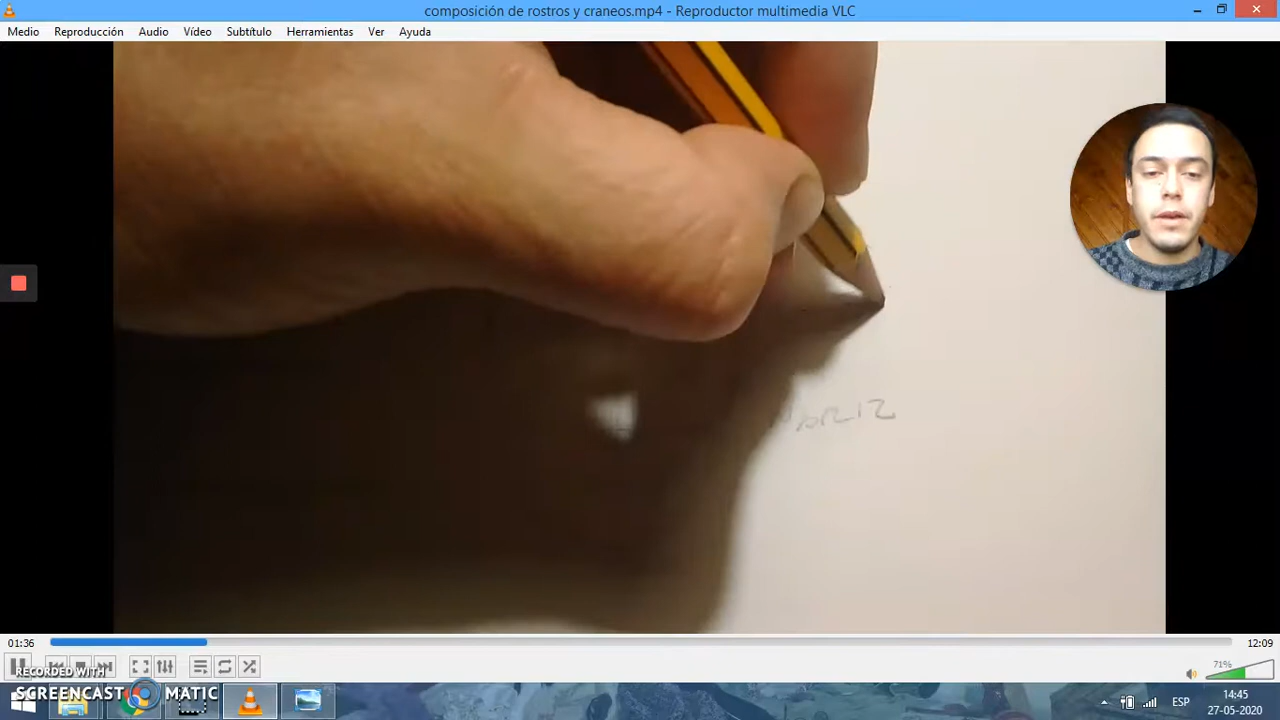 composición de rostros y craneos.mp4 - Reproductor multimedia VLC
Medio Reproducción Audio Vídeo Subtítulo Herramientas Ver Ayuda
01:36 12:09
RECORDED WITH
SCREENCAST MATIC
71%
ESP
14:45
27-05-2020